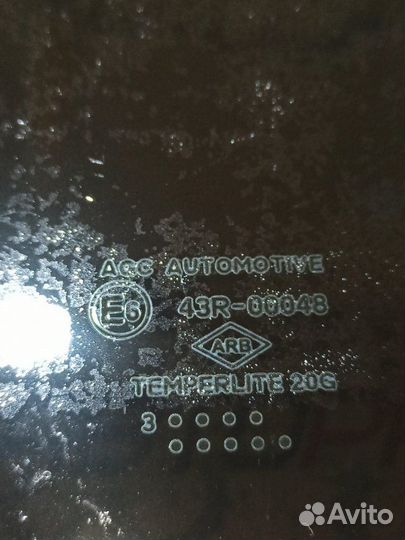 AGC AUTOMOTIVE
E6 43R-00048
ARB
TEMPERLITE 20G
3
Avito